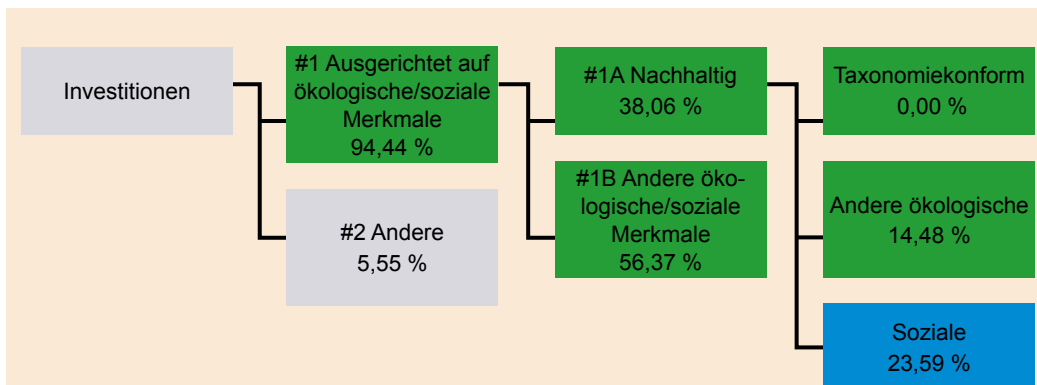 Investitionen
#1 Ausgerichtet auf
ökologische/soziale
Merkmale
94,44 %
#2 Andere
5,55 %
#1A Nachhaltig
38,06 %
#1B Andere öko-
logische/soziale
Merkmale
56,37 %
Taxonomiekonform
0,00 %
Andere ökologische
14,48 %
Soziale
23,59 %